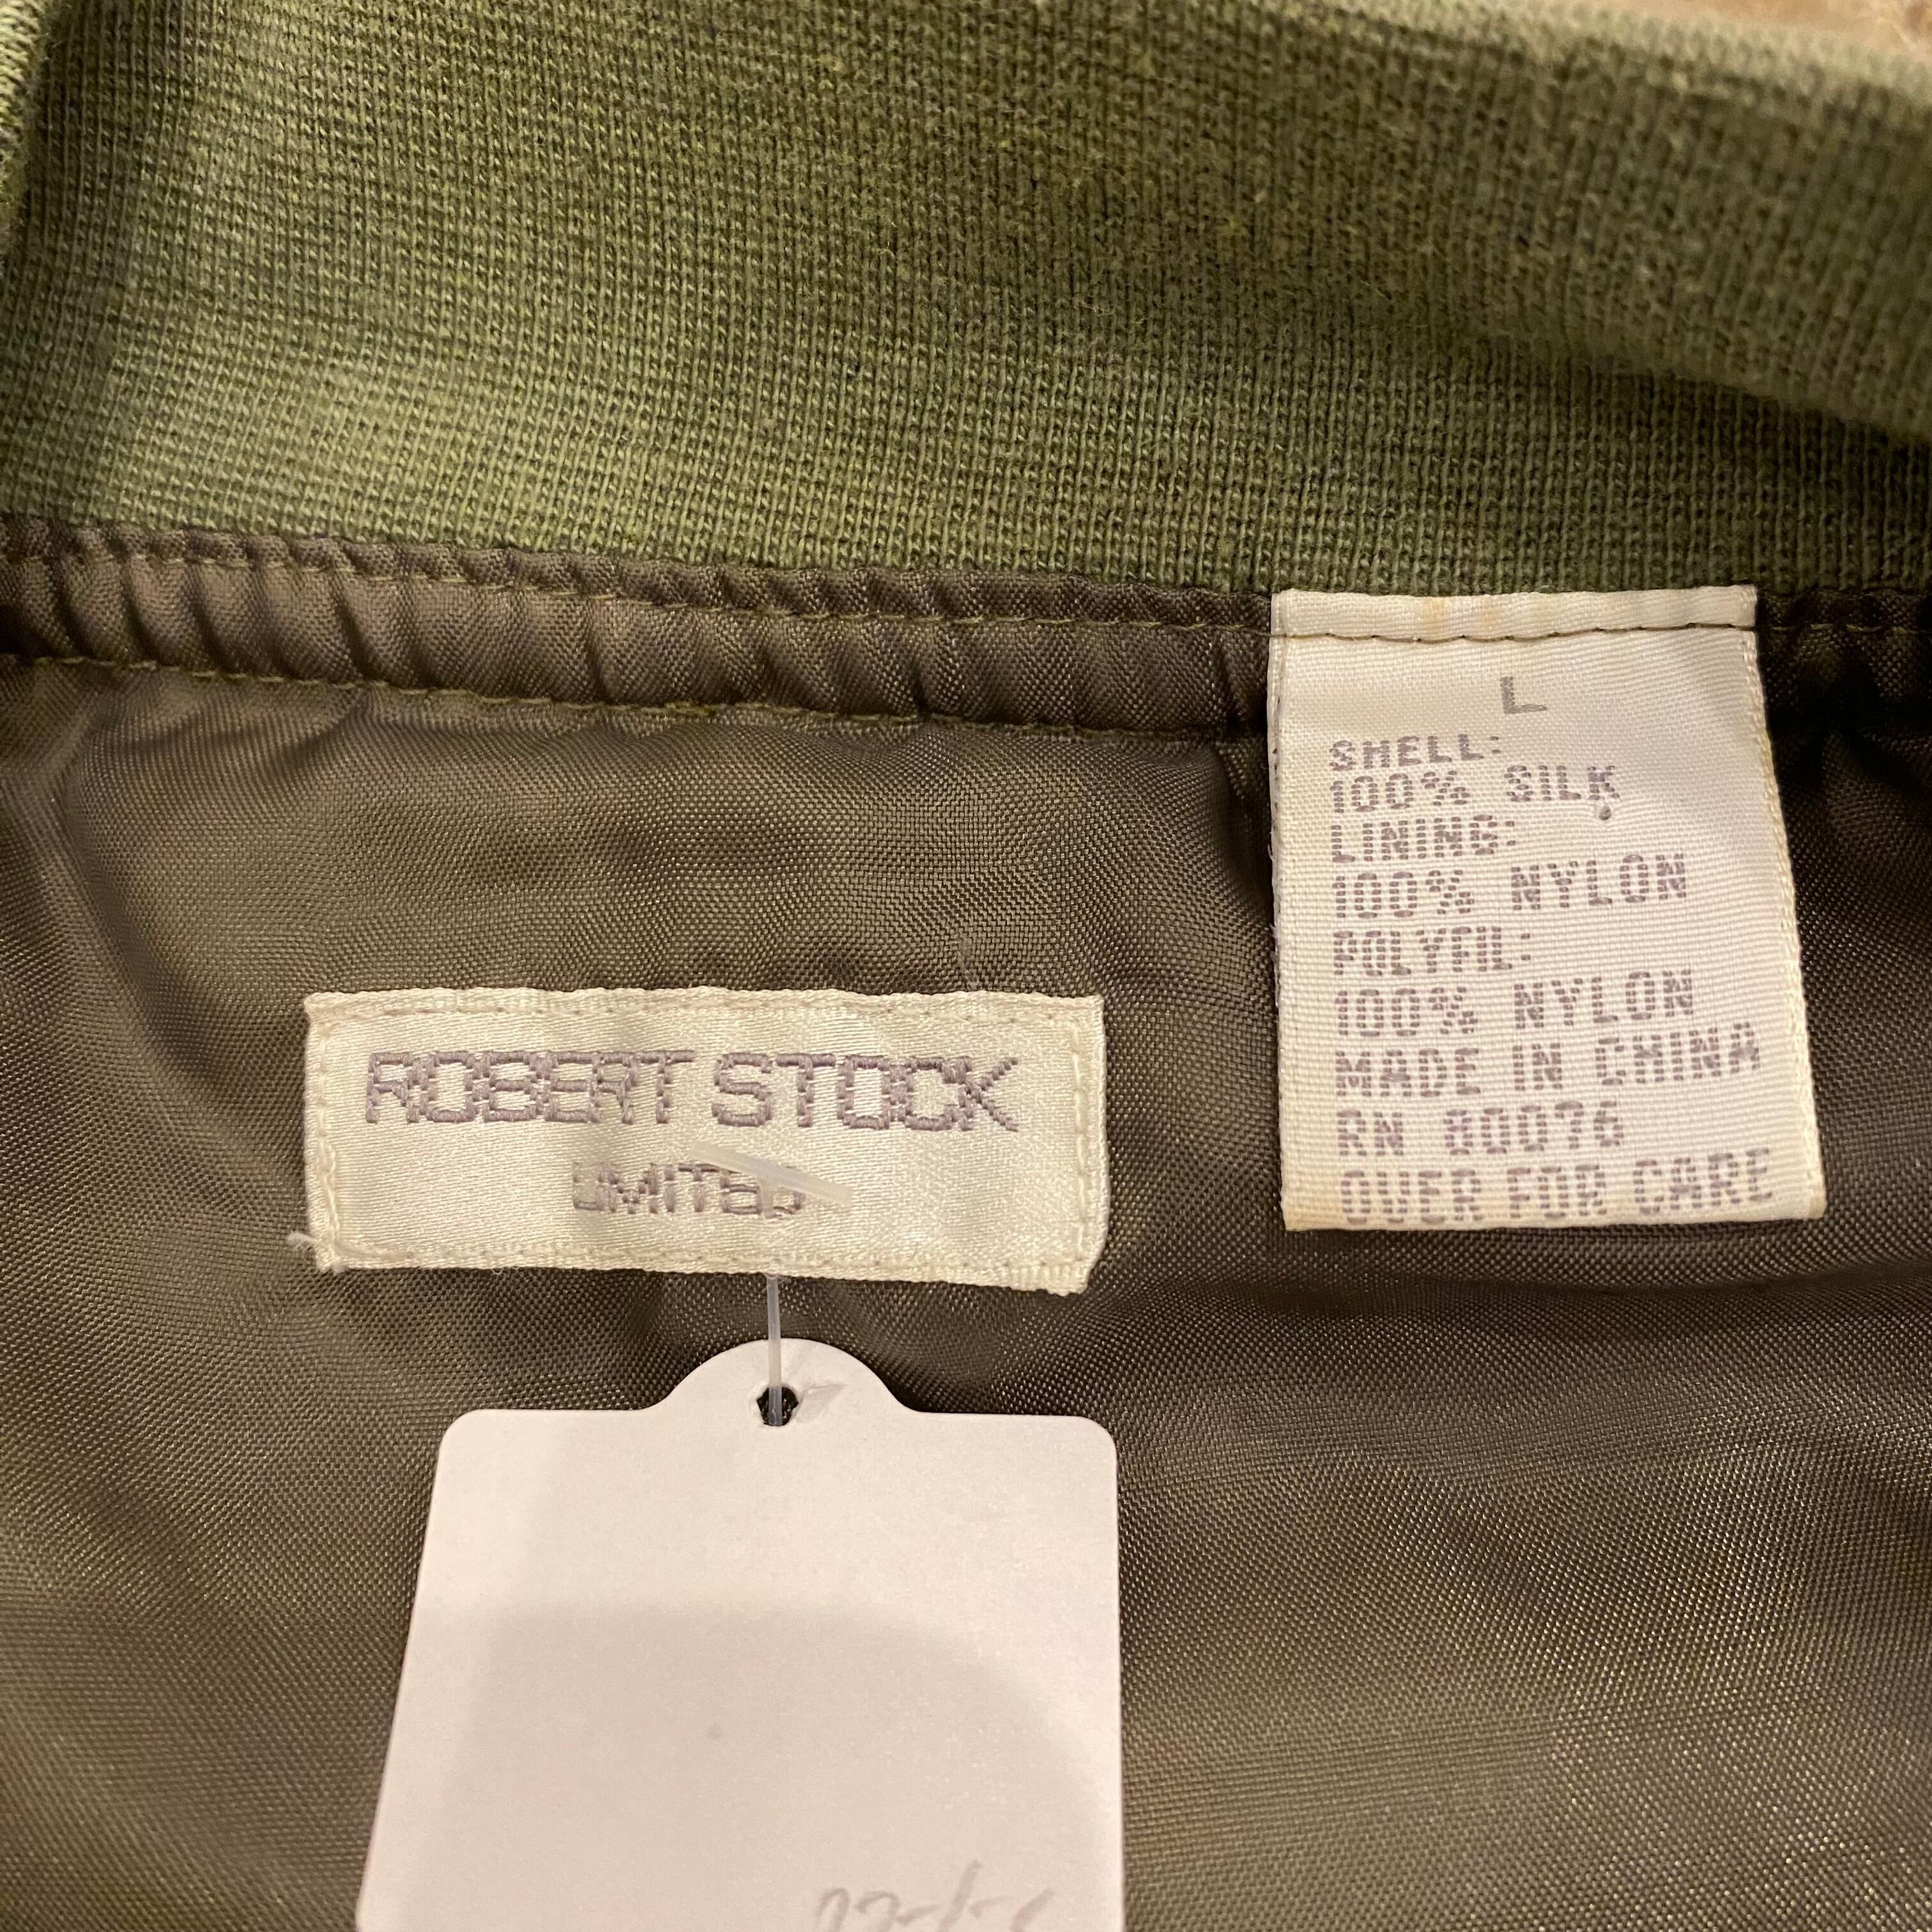 ROBERT STOCK
LIMITED
L
SHELL:
100% SILK
LINING:
100% NYLON
POLYFIL:
100% NYLON
MADE IN CHINA
RN 80076
OVER FOR CARE